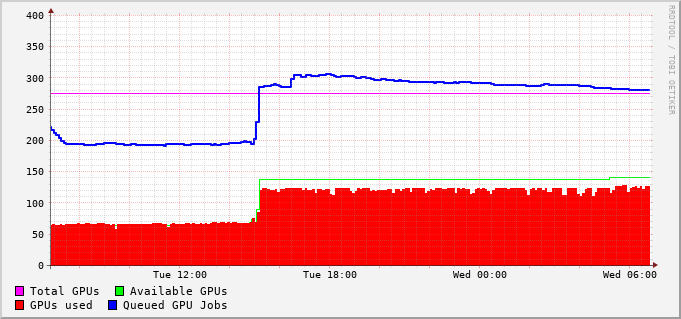 RRDTOOL / TOBI OETIKER
400
350
300
250
200
150
100
50
0
Tue 12:00 Tue 18:00 Wed 00:00 Wed 06:00
Total GPUs Available GPUs
GPUs used Queued GPU Jobs